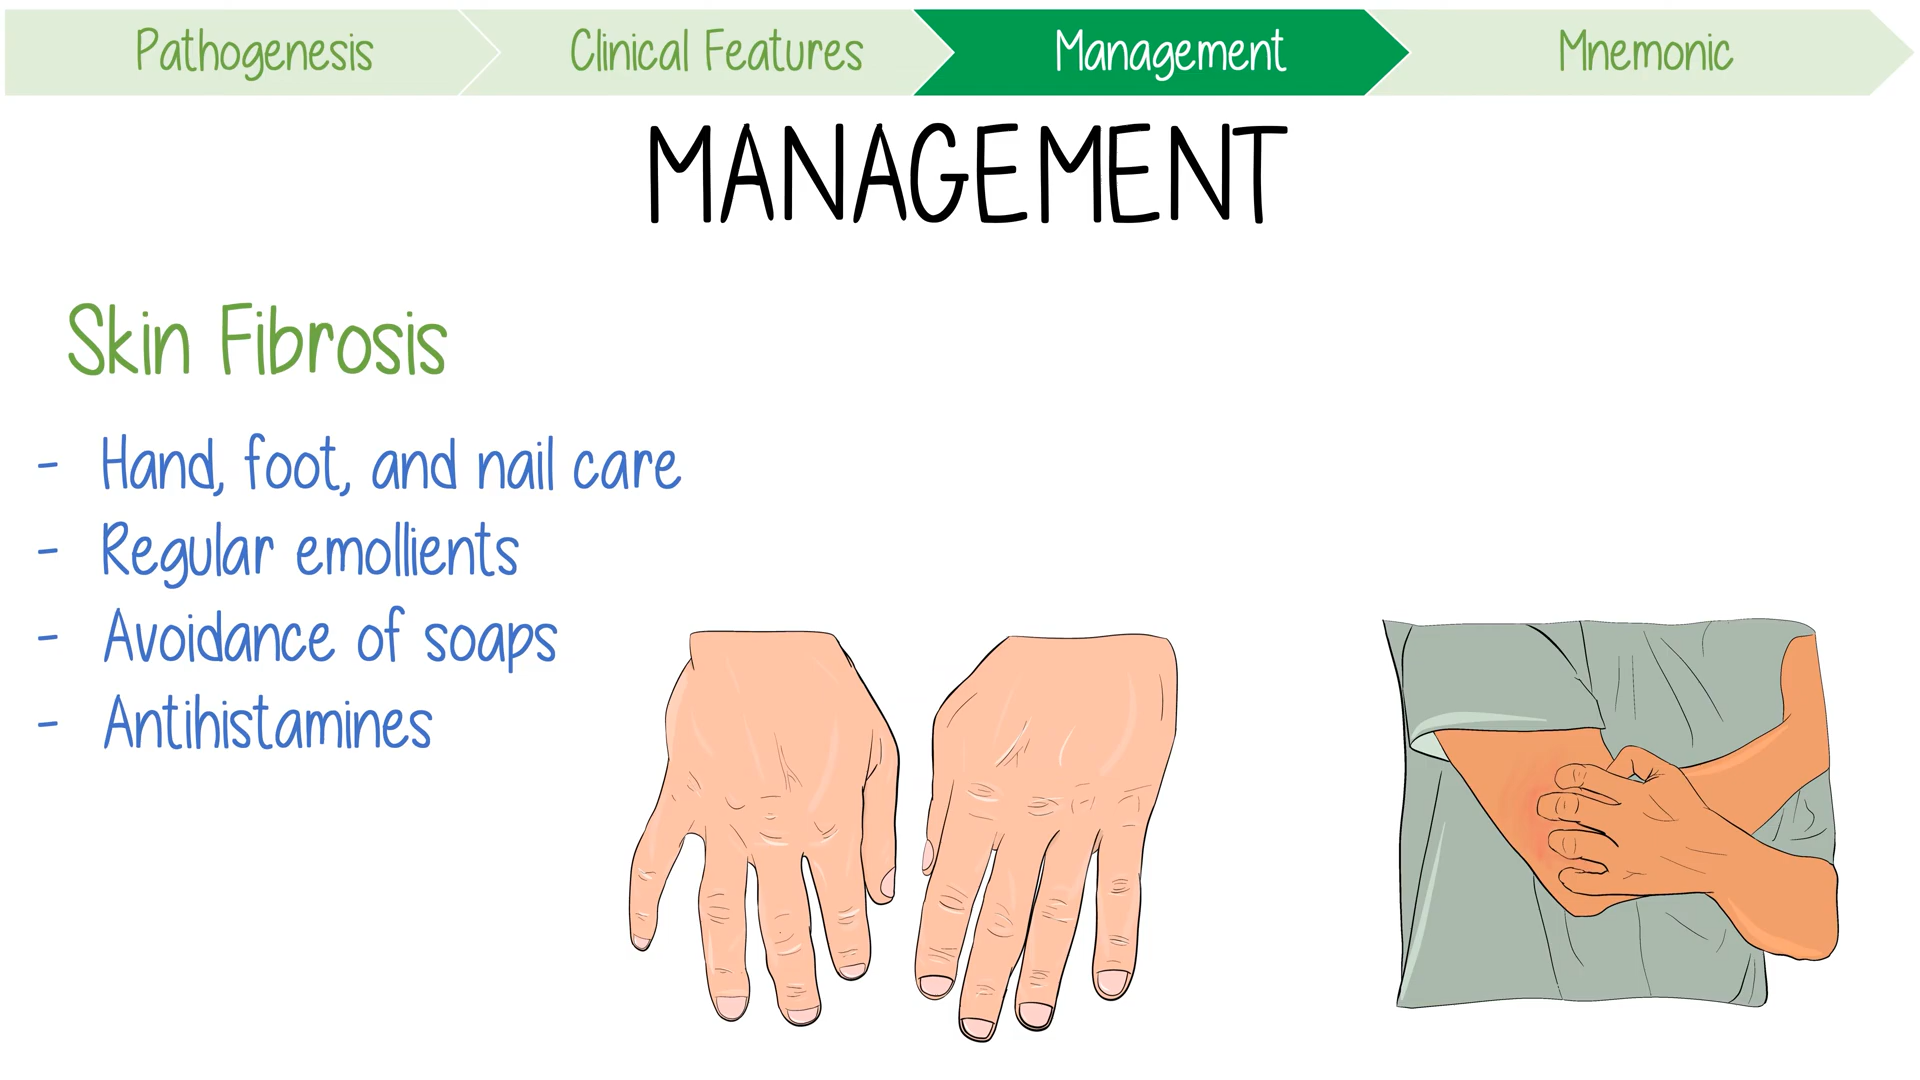 Pathogenesis
Clinical Features
Management
Mnemonic
MANAGEMENT
Skin Fibrosis
- Hand, foot, and nail care
- Regular emollients
- Avoidance of soaps
- Antihistamines